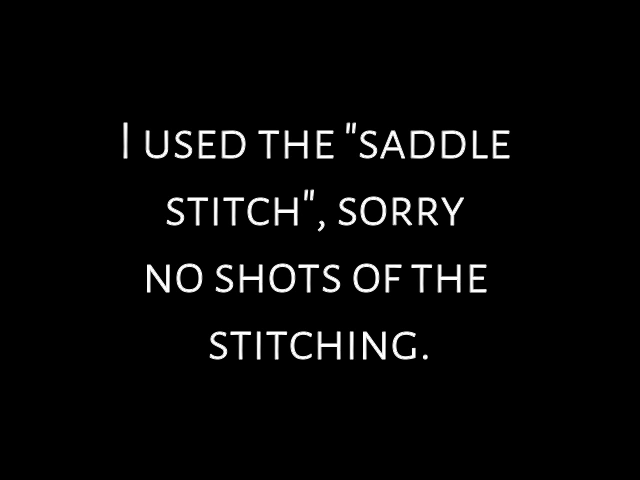 I USED THE "SADDLE
STITCH", SORRY
NO SHOTS OF THE
STITCHING.